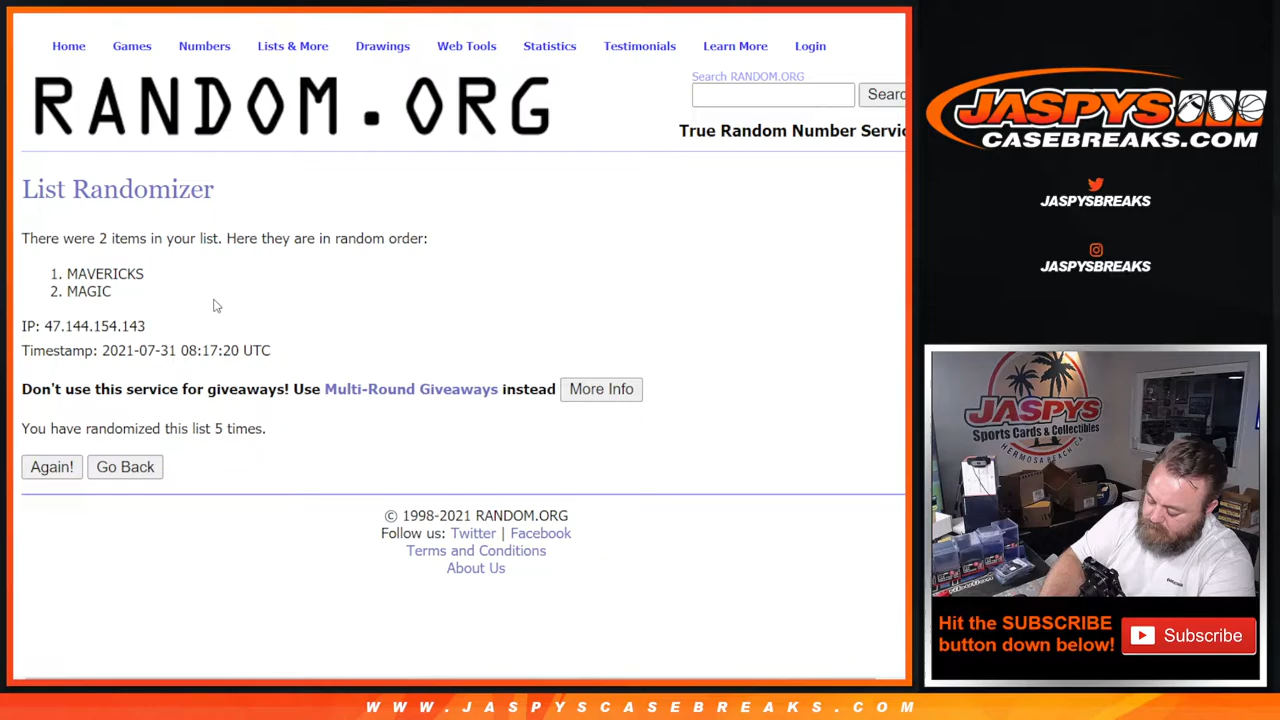 Home Games Numbers Lists & More Drawings Web Tools Statistics Testimonials Learn More Login
RANDOM.ORG
Search RANDOM.ORG
Searc
True Random Number Servic
List Randomizer
There were 2 items in your list. Here they are in random order:
1. MAVERICKS
2. MAGIC
IP: 47.144.154.143
Timestamp: 2021-07-31 08:17:20 UTC
Don't use this service for giveaways! Use Multi-Round Giveaways instead More Info
You have randomized this list 5 times.
Again! Go Back
© 1998-2021 RANDOM.ORG
Follow us: Twitter | Facebook
Terms and Conditions
About Us
JASPYS
CASEBREAKS.COM
JASPYSBREAKS
JASPYSBREAKS
JASPYS
Sports Cards & Collectibles
HERMOSA BEACH CA
Hit the SUBSCRIBE
button down below!
Subscribe
WWW.JASPYSCASEBREAKS.COM